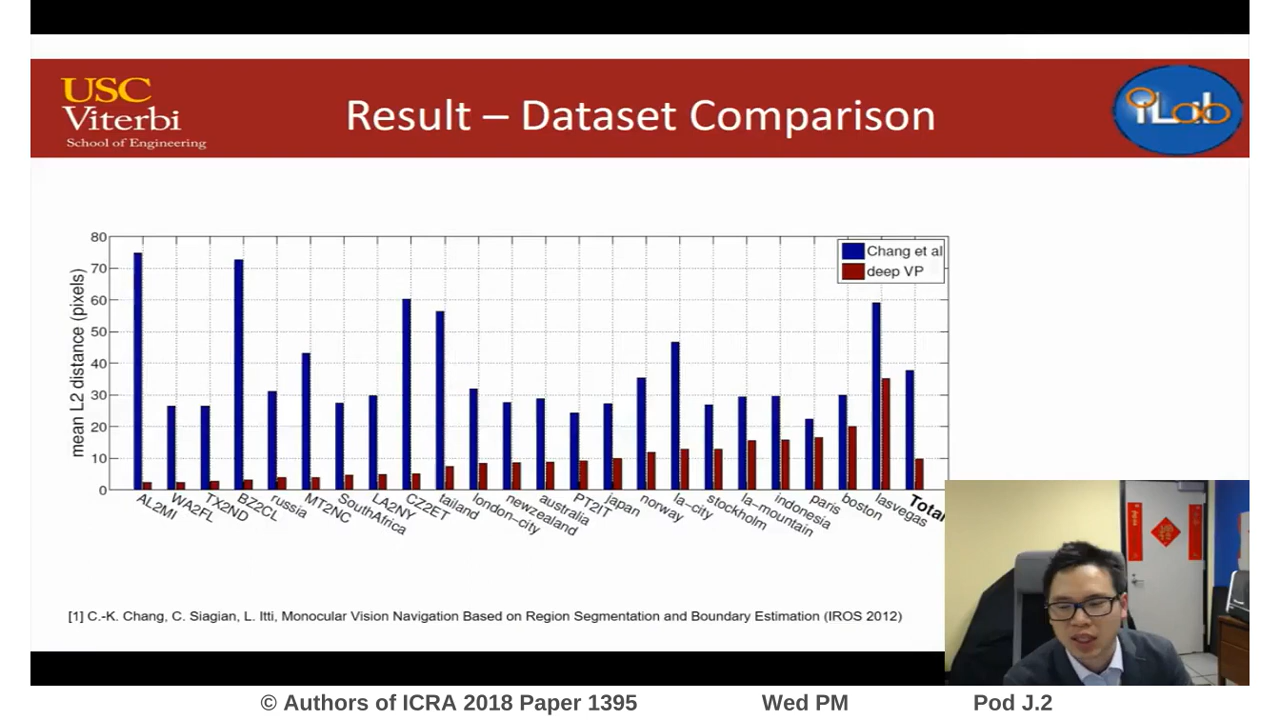 USC
Viterbi
School of Engineering
Result – Dataset Comparison
iLab
80
70
60
50
40
30
20
10
0
mean L2 distance (pixels)
Chang et al
deep VP
AL2MI
WA2FL
TX2ND
BZ2CL
russia
MT2NC
SouthAfrica
LA2NY
CZ2ET
tailand
london-city
newzealand
australia
PT2IT
japan
norway
la-city
stockholm
la-mountain
indonesia
paris
boston
lasvegas
Total
[1] C.-K. Chang, C. Siagian, L. Itti, Monocular Vision Navigation Based on Region Segmentation and Boundary Estimation (IROS 2012)
© Authors of ICRA 2018 Paper 1395 Wed PM Pod J.2